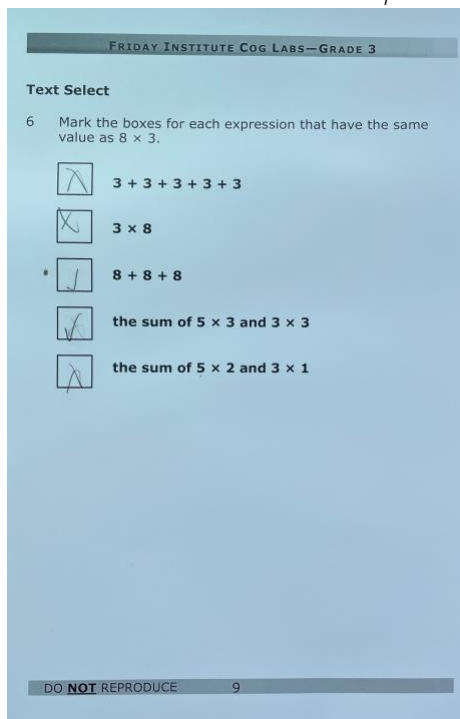 FRIDAY INSTITUTE COG LABS—GRADE 3
Text Select
6 Mark the boxes for each expression that have the same
value as 8 × 3.
3 + 3 + 3 + 3 + 3
3 × 8
8 + 8 + 8
the sum of 5 × 3 and 3 × 3
the sum of 5 × 2 and 3 × 1
DO NOT REPRODUCE 9